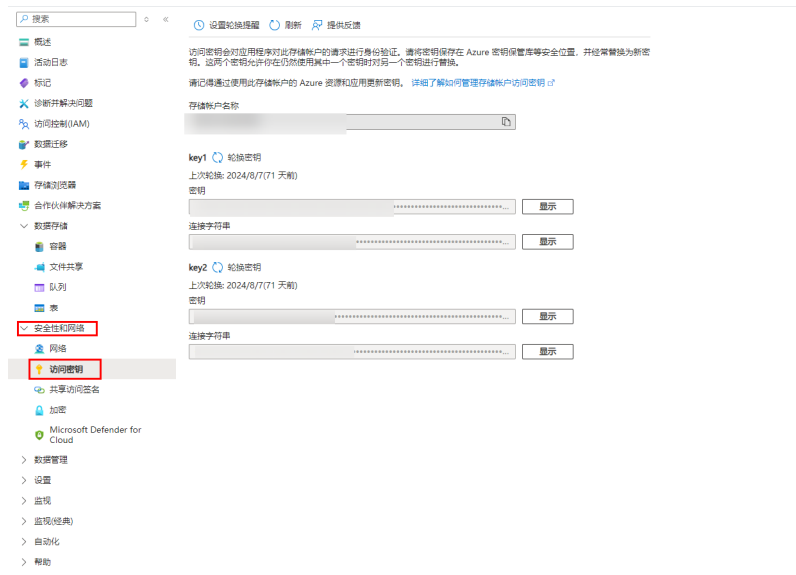 搜索
概述
活动日志
标记
诊断并解决问题
访问控制(IAM)
数据迁移
事件
存储浏览器
合作伙伴解决方案
数据存储
容器
文件共享
队列
表
安全性和网络
网络
访问密钥
共享访问签名
加密
Microsoft Defender for
Cloud
数据管理
设置
监视
监视(经典)
自动化
帮助
设置轮换提醒 刷新 提供反馈
访问密钥会对应用程序对此存储帐户的请求进行身份验证。请将密钥保存在 Azure 密钥保管库等安全位置，并经常替换为新密
钥。这两个密钥允许你在仍然使用其中一个密钥时对另一个密钥进行替换。
请记得通过使用此存储帐户的 Azure 资源和应用更新密钥。 详细了解如何管理存储帐户访问密钥
存储帐户名称
key1 轮换密钥
上次轮换: 2024/8/7(71 天前)
密钥
显示
连接字符串
显示
key2 轮换密钥
上次轮换: 2024/8/7(71 天前)
密钥
显示
连接字符串
显示